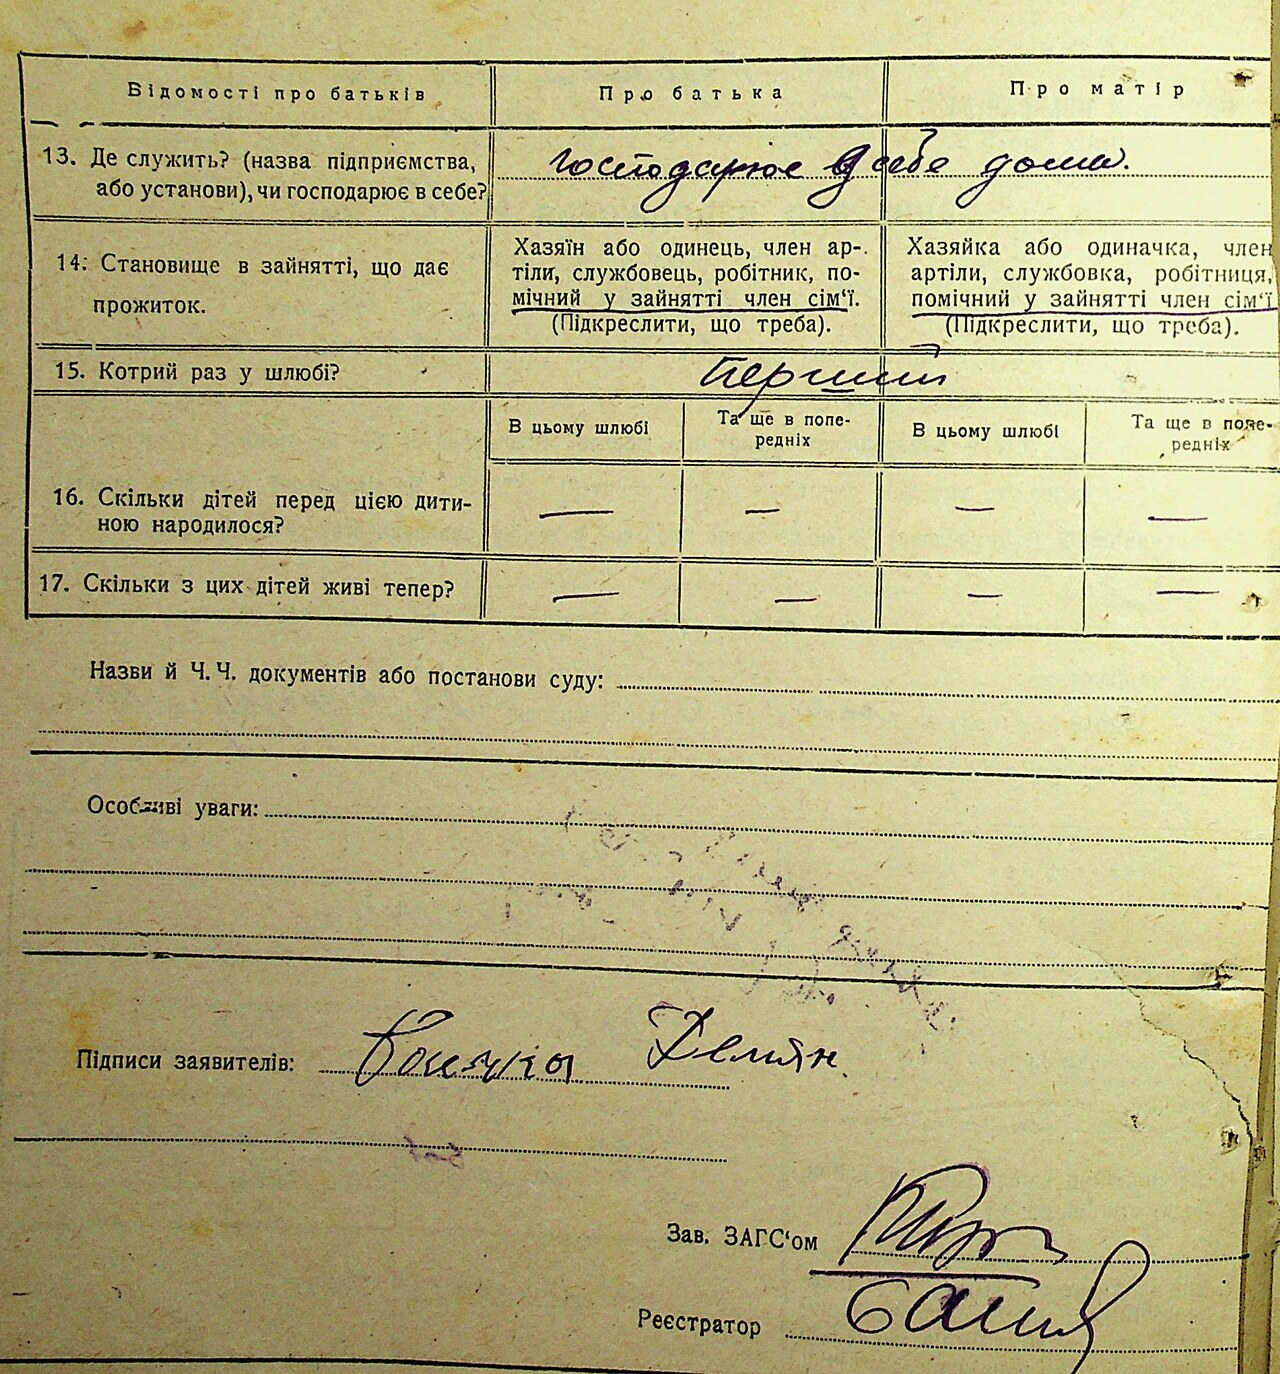 Відомості про батьків
Про батька
Про матір
13. Де служить? (назва підприємства,
або установи), чи господарює в себе?
господарює в себе дома.
14. Становище в зайнятті, що дає
прожиток.
Хазяїн або одинець, член ар-
тіли, службовець, робітник, по-
мічний у зайнятті член сім‘ї.
(Підкреслити, що треба).
Хазяйка або одиначка, член
артіли, службовка, робітниця,
помічний у зайнятті член сім‘ї
(Підкреслити, що треба).
15. Котрий раз у шлюбі?
Перший
В цьому шлюбі
Та ще в попе-
редніх
В цьому шлюбі
Та ще в попе-
редніх
16. Скільки дітей перед цією дити-
ною народилося?
— — — —
17. Скільки з цих дітей живі тепер?
— — — —
Назви й Ч. Ч. документів або постанови суду:
Особливі уваги:
Підписи заявителів:
Демян
Зав. ЗАГС‘ом
Реєстратор